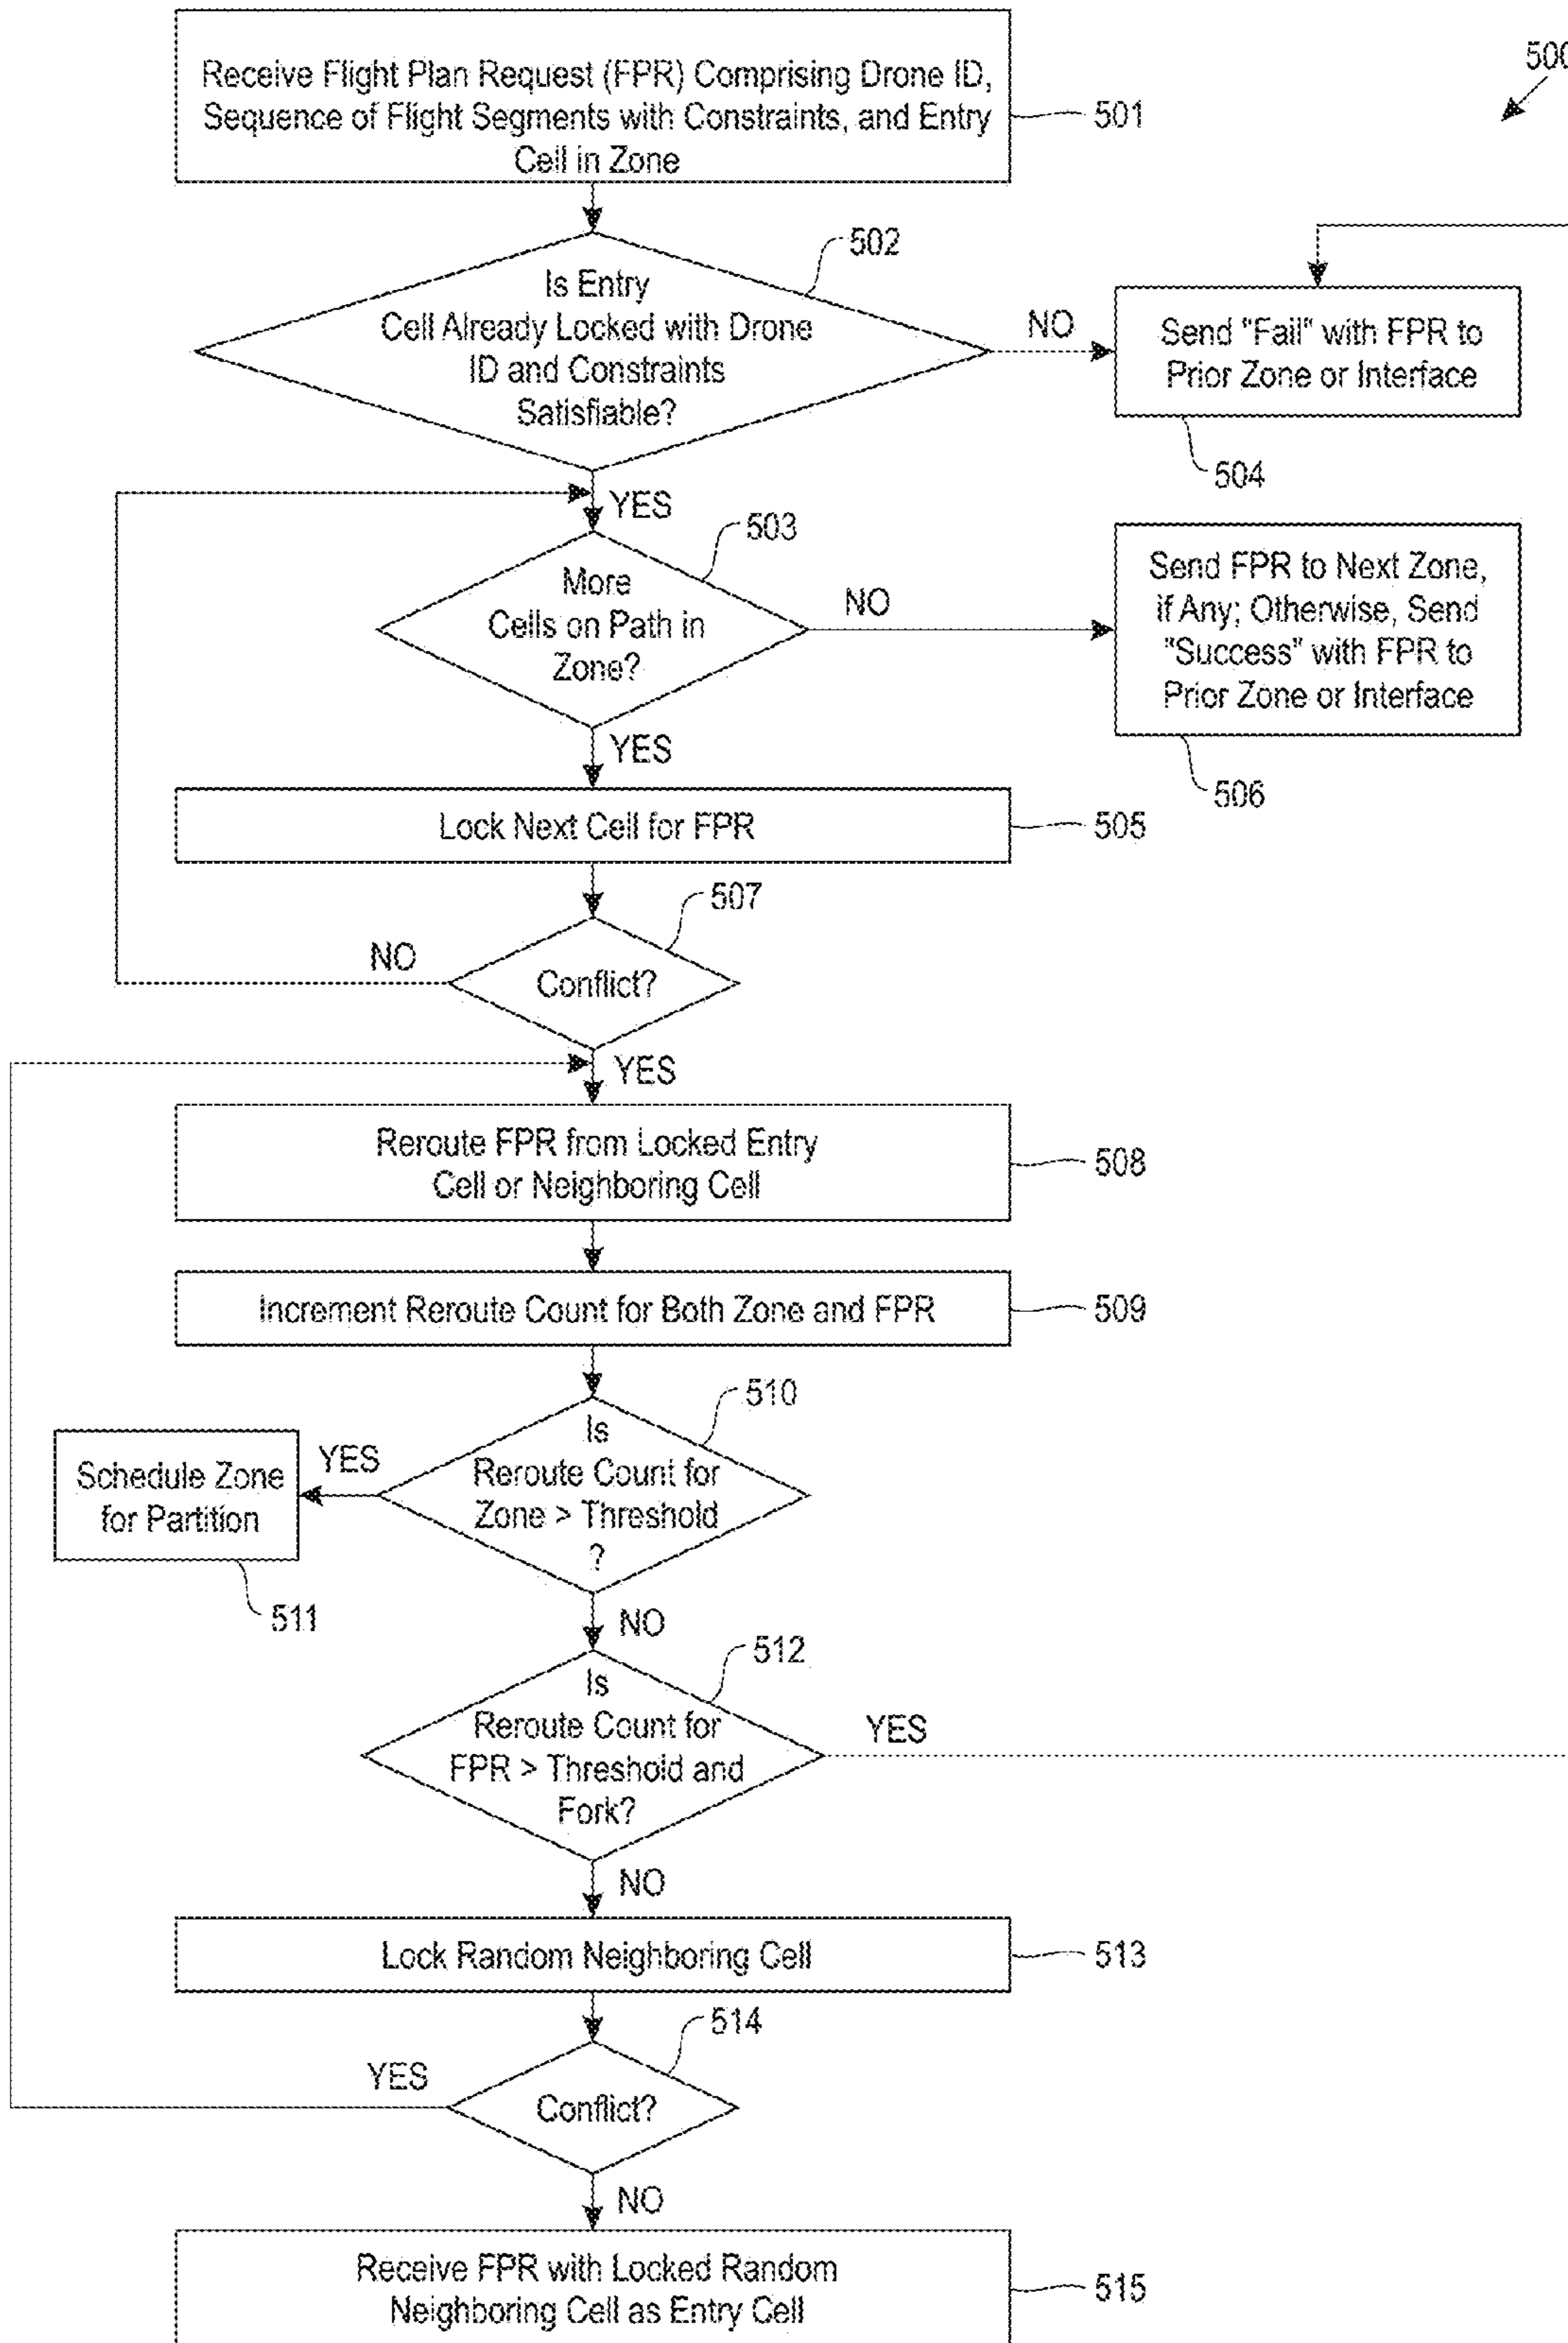 500
Receive Flight Plan Request (FPR) Comprising Drone ID,
Sequence of Flight Segments with Constraints, and Entry
Cell in Zone
501
502
Is Entry
Cell Already Locked with Drone
ID and Constraints
Satisfiable?
NO
Send "Fail" with FPR to
Prior Zone or Interface
504
YES
503
More
Cells on Path in
Zone?
NO
Send FPR to Next Zone,
if Any; Otherwise, Send
"Success" with FPR to
Prior Zone or Interface
506
YES
Lock Next Cell for FPR
505
507
Conflict?
NO
YES
Reroute FPR from Locked Entry
Cell or Neighboring Cell
508
Increment Reroute Count for Both Zone and FPR
509
510
Is
Reroute Count for
Zone > Threshold
?
YES
Schedule Zone
for Partition
511
NO
512
Is
Reroute Count for
FPR > Threshold and
Fork?
YES
NO
Lock Random Neighboring Cell
513
514
Conflict?
YES
NO
Receive FPR with Locked Random
Neighboring Cell as Entry Cell
515